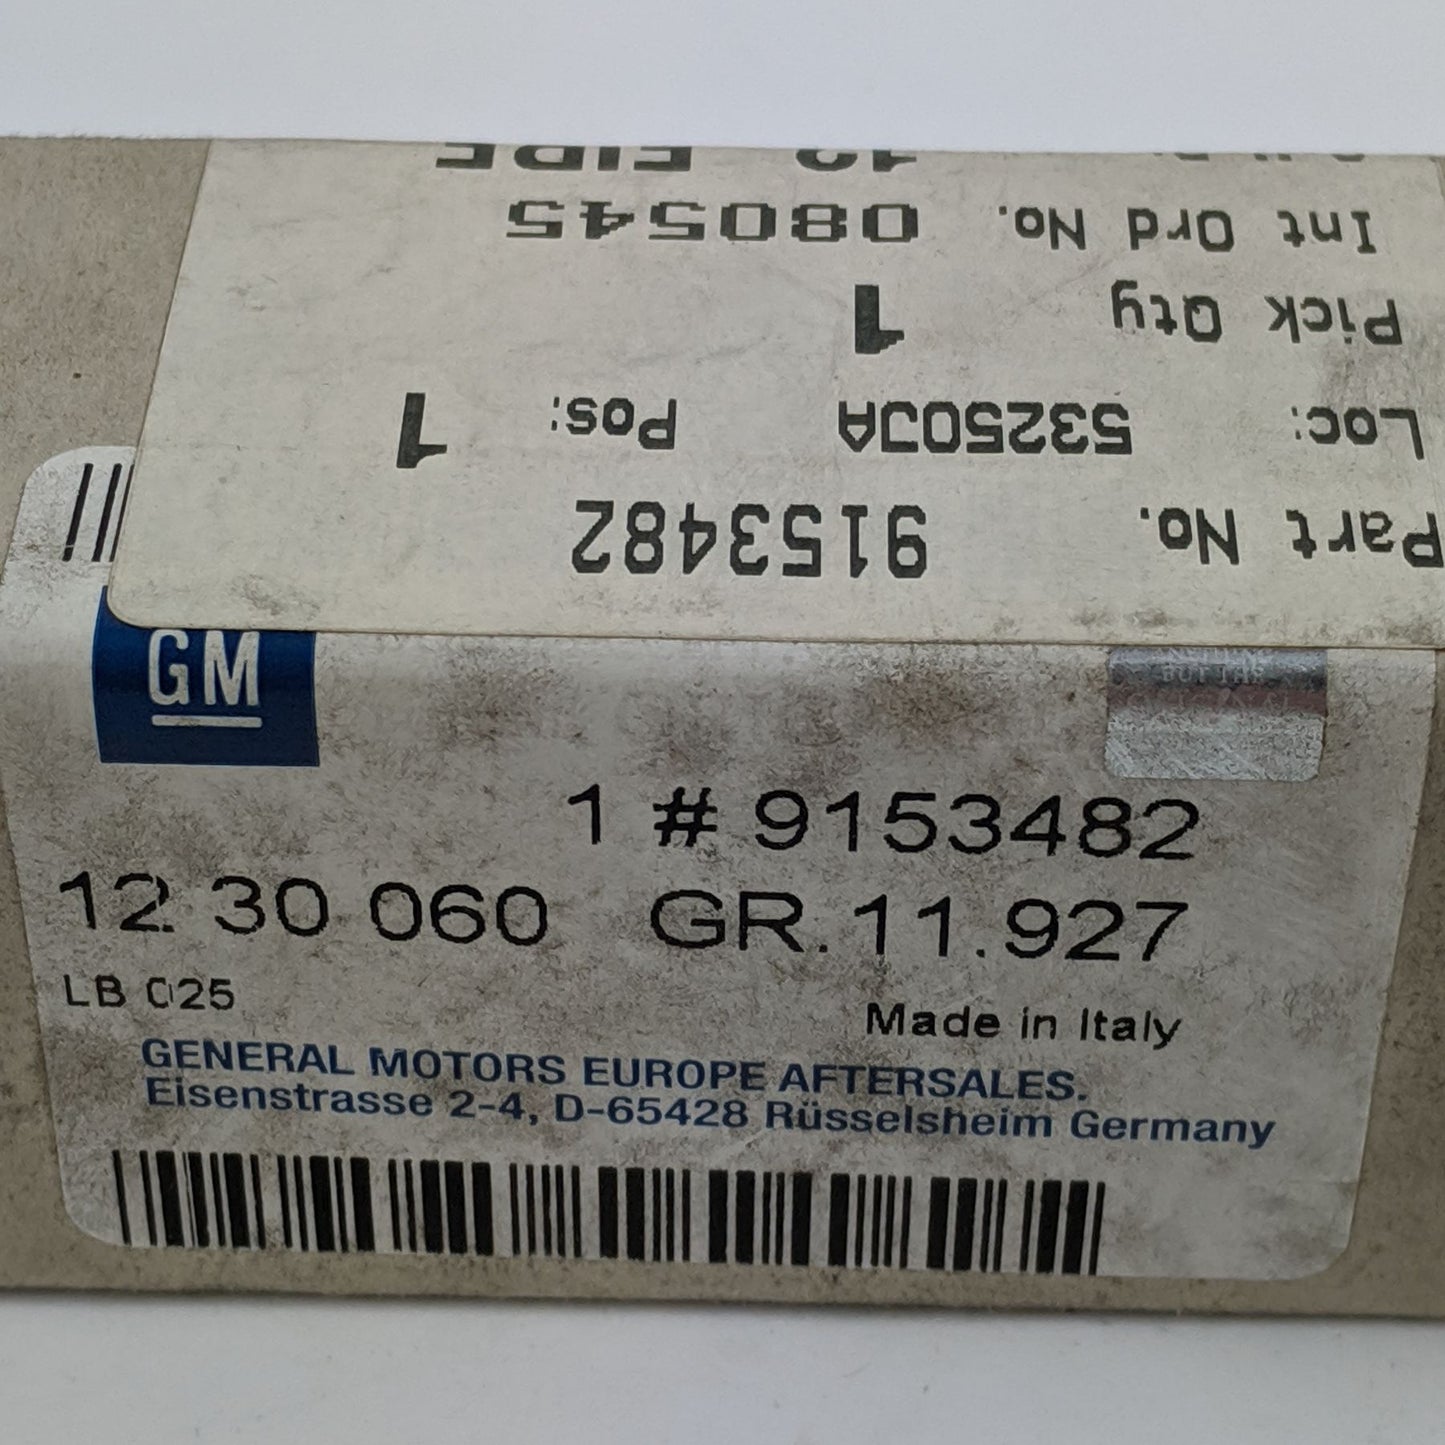 Part No. 9153482
Loc: 53250JA Pos: 1
Pick Qty 1
Int Ord No. 080545
GM
1 # 9153482
12 30 060 GR.11.927
LB 025
Made in Italy
GENERAL MOTORS EUROPE AFTERSALES.
Eisenstrasse 2-4, D-65428 Rüsselsheim Germany